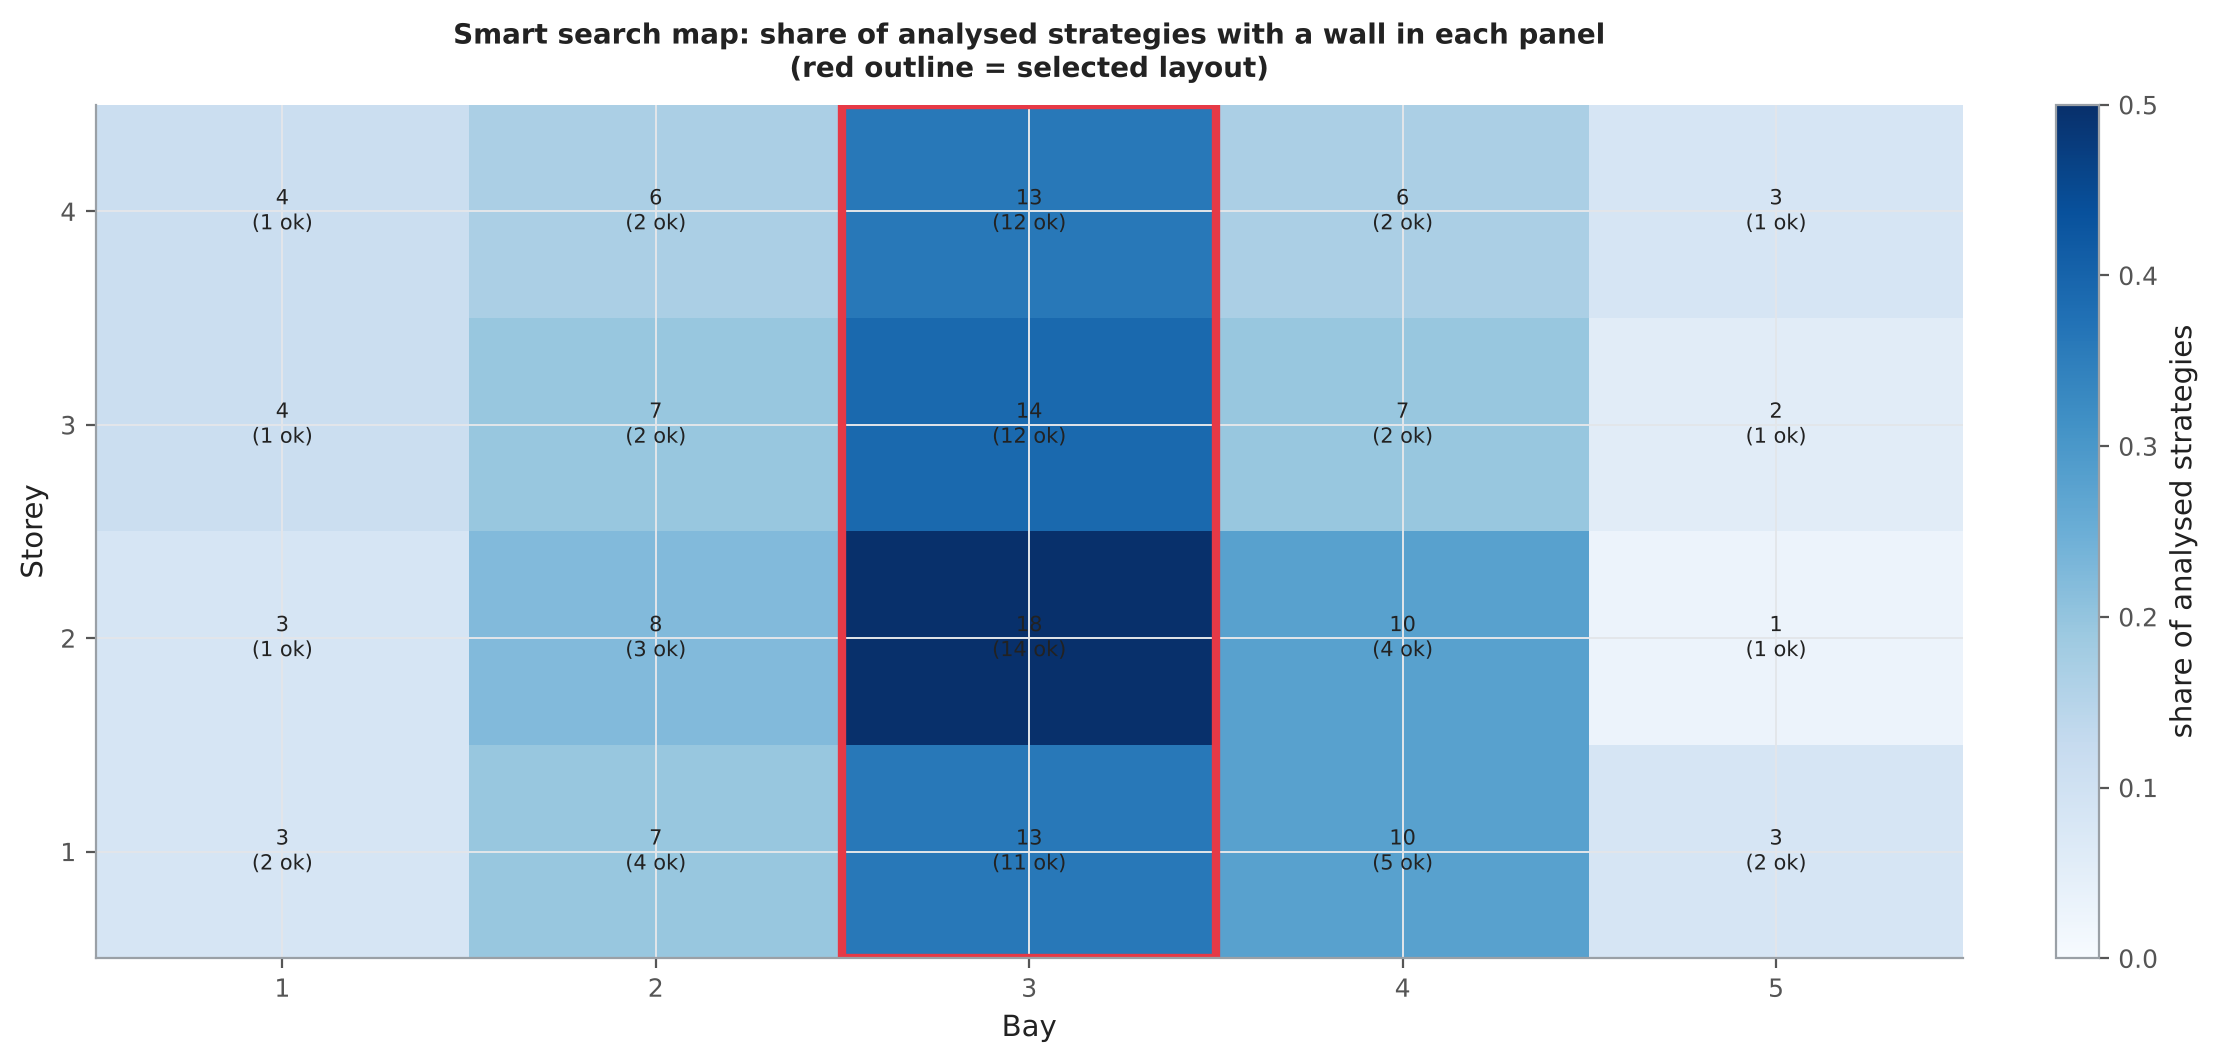 Smart search map: share of analysed strategies with a wall in each panel
(red outline = selected layout)
0.5
0.4
0.3
0.2
0.1
0.0
share of analysed strategies
Storey
4
4
(1 ok)
6
(2 ok)
13
(12 ok)
6
(2 ok)
3
(1 ok)
3
4
(1 ok)
7
(2 ok)
14
(12 ok)
7
(2 ok)
2
(1 ok)
2
3
(1 ok)
8
(3 ok)
18
(14 ok)
10
(4 ok)
1
(1 ok)
1
3
(2 ok)
7
(4 ok)
13
(11 ok)
10
(5 ok)
3
(2 ok)
1
2
3
4
5
Bay